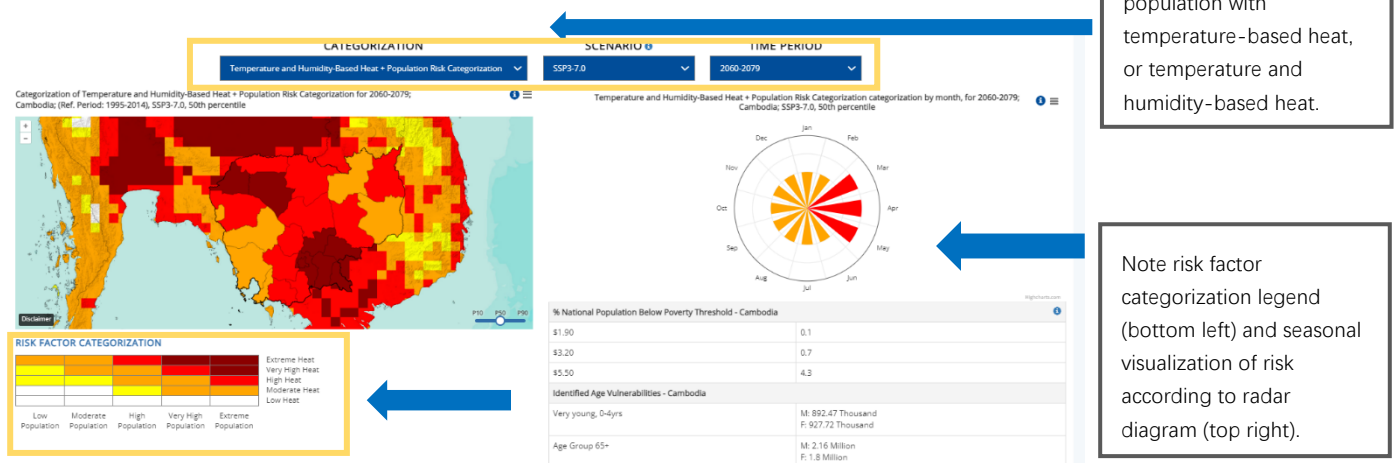 population with
temperature-based heat,
or temperature and
humidity-based heat.
CATEGORIZATION
SCENARIO
TIME PERIOD
Temperature and Humidity-Based Heat + Population Risk Categorization
SSP3-7.0
2060-2079
Categorization of Temperature and Humidity-Based Heat + Population Risk Categorization for 2060-2079;
Cambodia; (Ref. Period: 1995-2014), SSP3-7.0, 50th percentile
+
−
Disclaimer
P10 P50 P90
Temperature and Humidity-Based Heat + Population Risk Categorization categorization by month, for 2060-2079;
Cambodia; SSP3-7.0, 50th percentile
Jan
Feb
Mar
Apr
May
Jun
Jul
Aug
Sep
Oct
Nov
Dec
Highcharts.com
RISK FACTOR CATEGORIZATION
Extreme Heat
Very High Heat
High Heat
Moderate Heat
Low Heat
Low Population
Moderate Population
High Population
Very High Population
Extreme Population
% National Population Below Poverty Threshold - Cambodia
$1.90 0.1
$3.20 0.7
$5.50 4.3
Identified Age Vulnerabilities - Cambodia
Very young, 0-4yrs M: 892.47 Thousand
F: 927.72 Thousand
Age Group 65+ M: 2.16 Million
F: 1.8 Million
Note risk factor
categorization legend
(bottom left) and seasonal
visualization of risk
according to radar
diagram (top right).